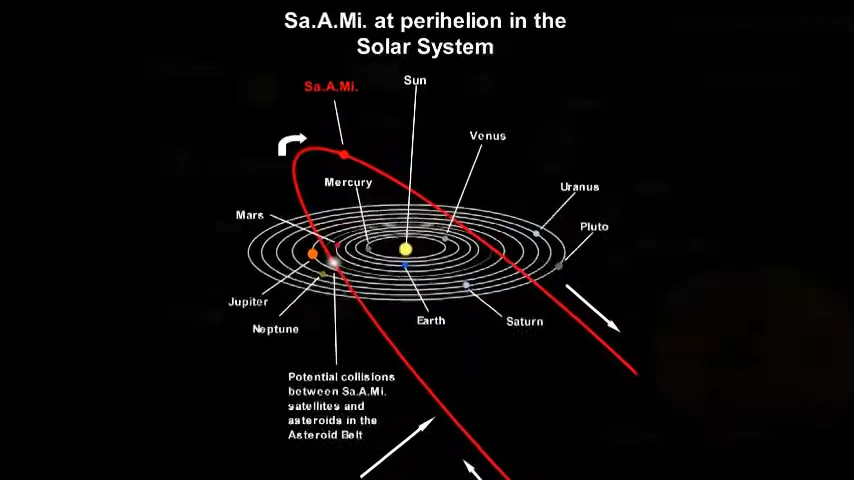 Sa.A.Mi. at perihelion in the
Solar System
Sa.A.Mi.
Sun
Venus
Mercury
Uranus
Mars
Pluto
Jupiter
Neptune
Earth
Saturn
Potential collisions
between Sa.A.Mi.
satellites and
asteroids in the
Asteroid Belt